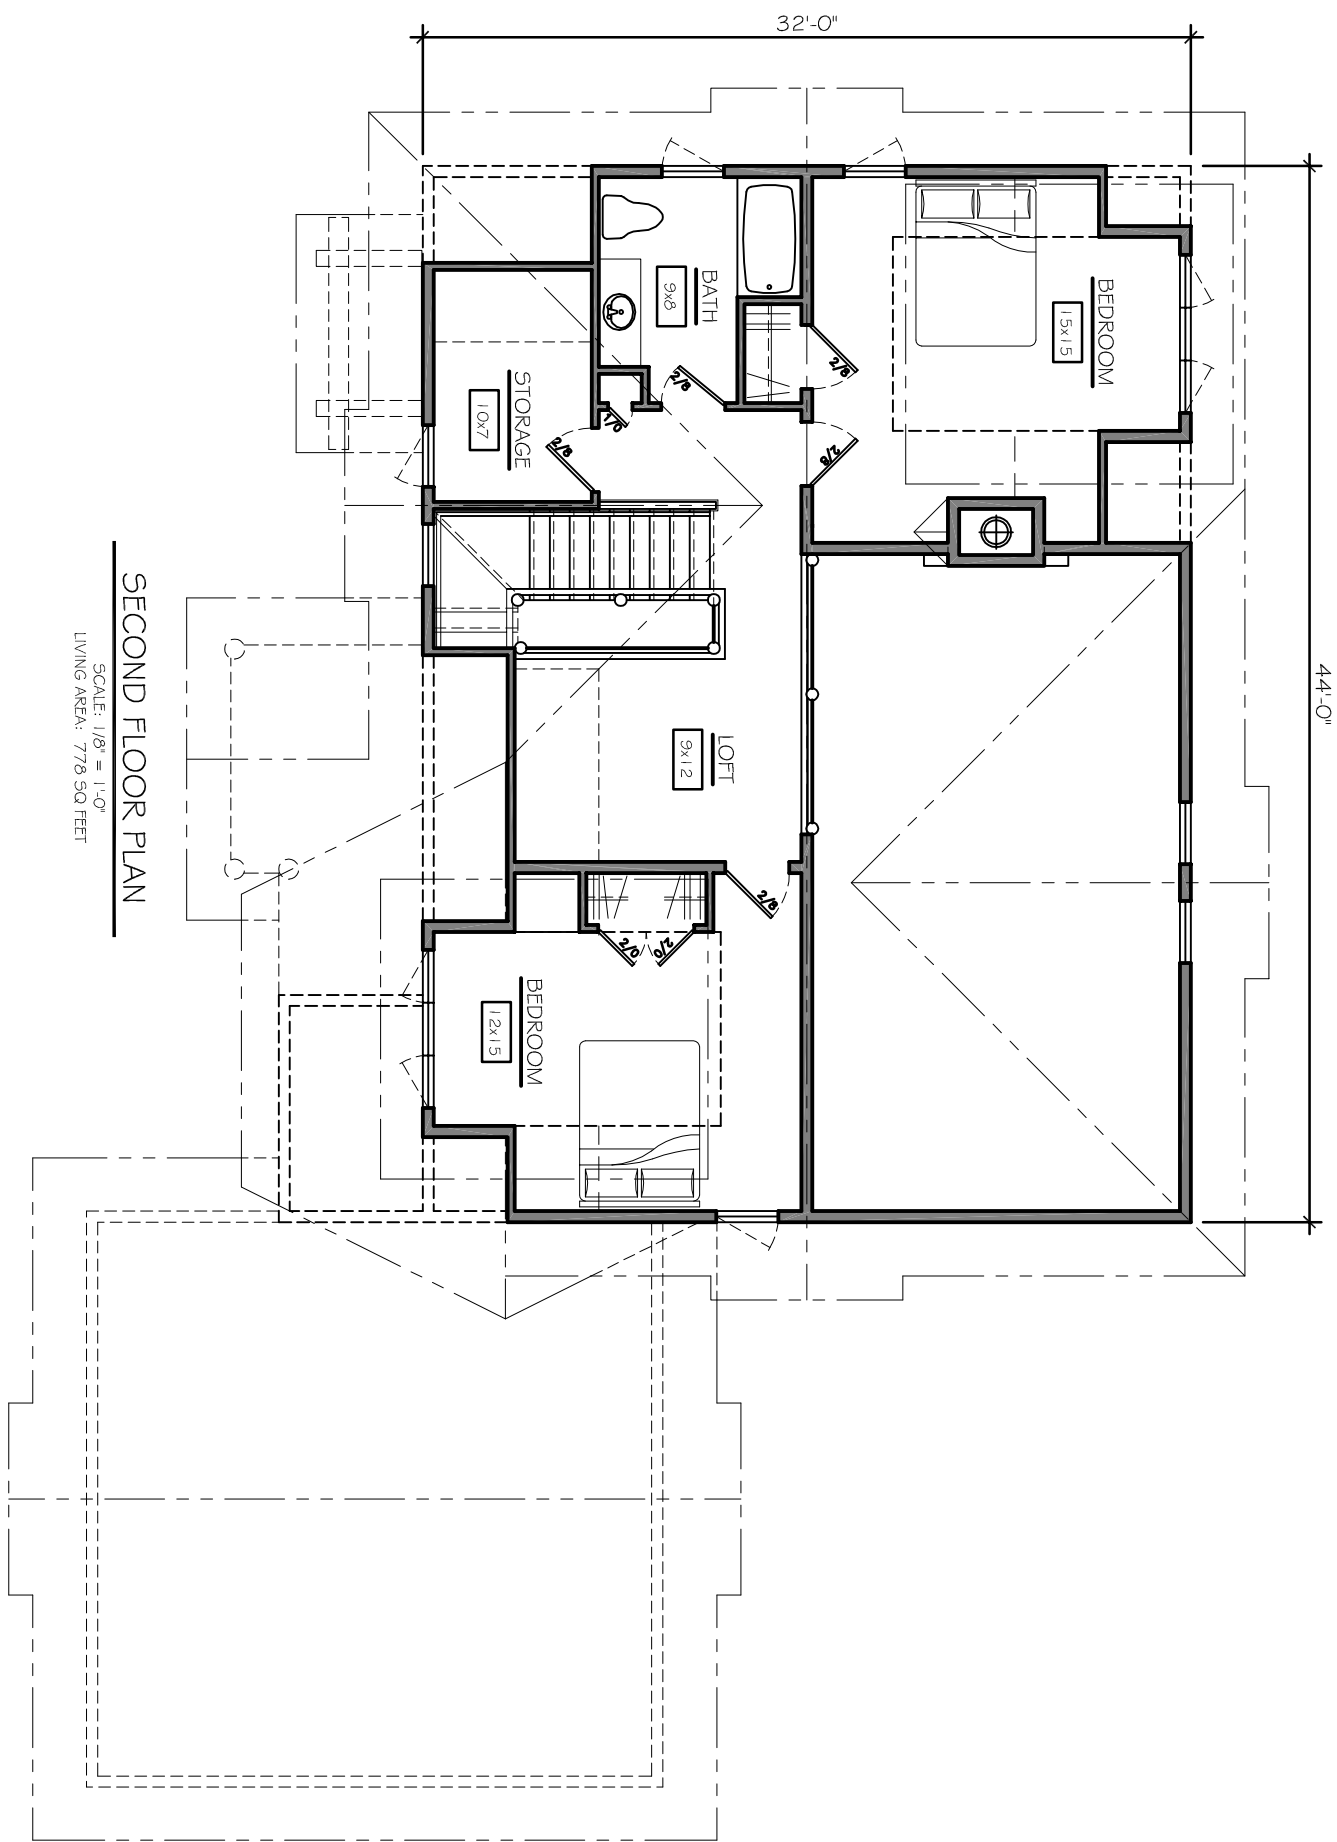 44'-0"
32'-0"
BEDROOM
15x15
2/8
2/8
BATH
9x8
2/8
1/0
STORAGE
10x7
2/8
LOFT
9x12
2/8
2/0
2/0
BEDROOM
12x15
SECOND FLOOR PLAN
SCALE: 1/8" = 1'-0"
LIVING AREA: 778 SQ FEET